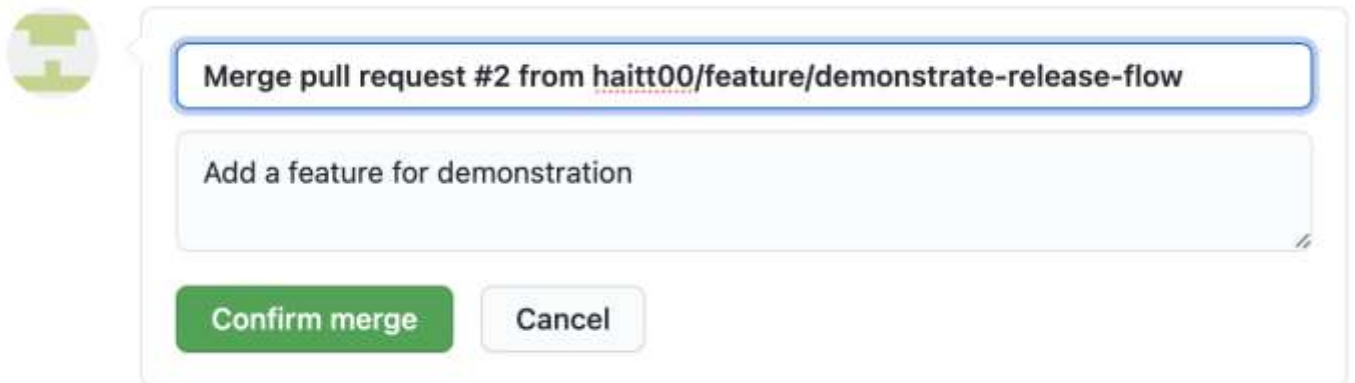 Merge pull request #2 from haitt00/feature/demonstrate-release-flow
Add a feature for demonstration
Confirm merge Cancel